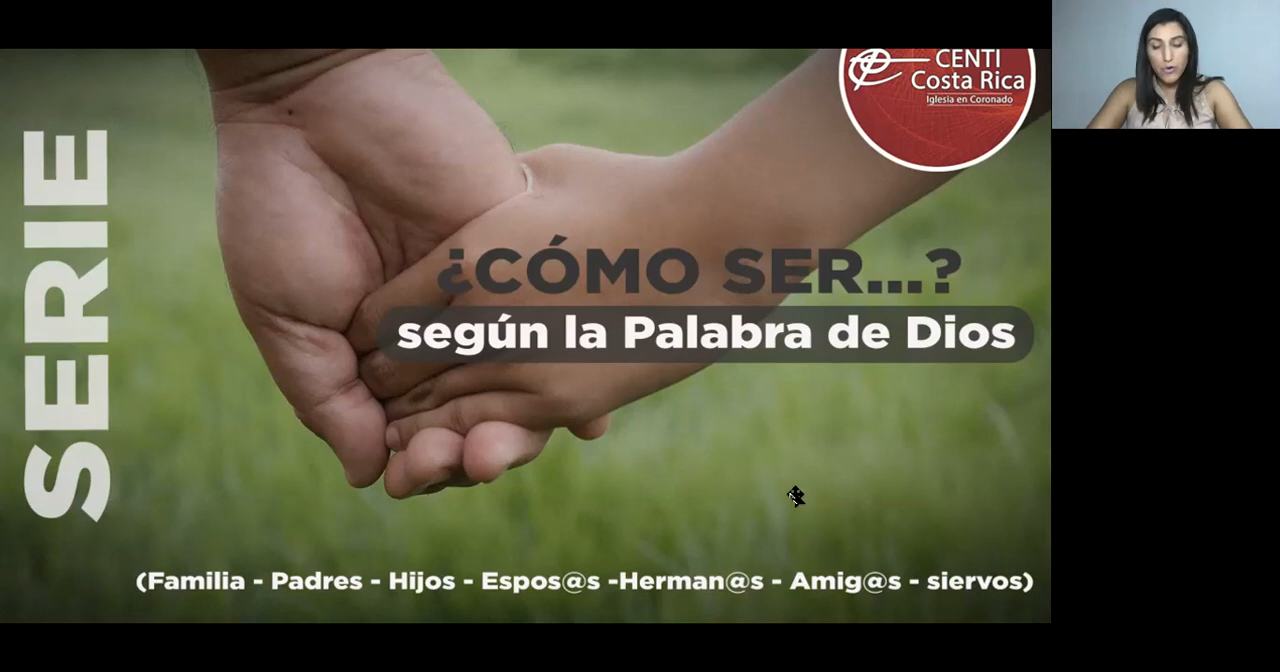 CENTI
Costa Rica
Iglesia en Coronado
SERIE
¿CÓMO SER...?
según la Palabra de Dios
(Familia - Padres - Hijos - Espos@s -Herman@s - Amig@s - siervos)